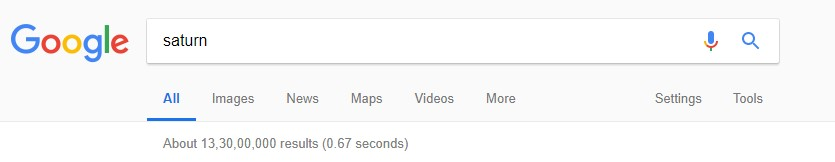 Google saturn
All Images News Maps Videos More Settings Tools
About 13,30,00,000 results (0.67 seconds)